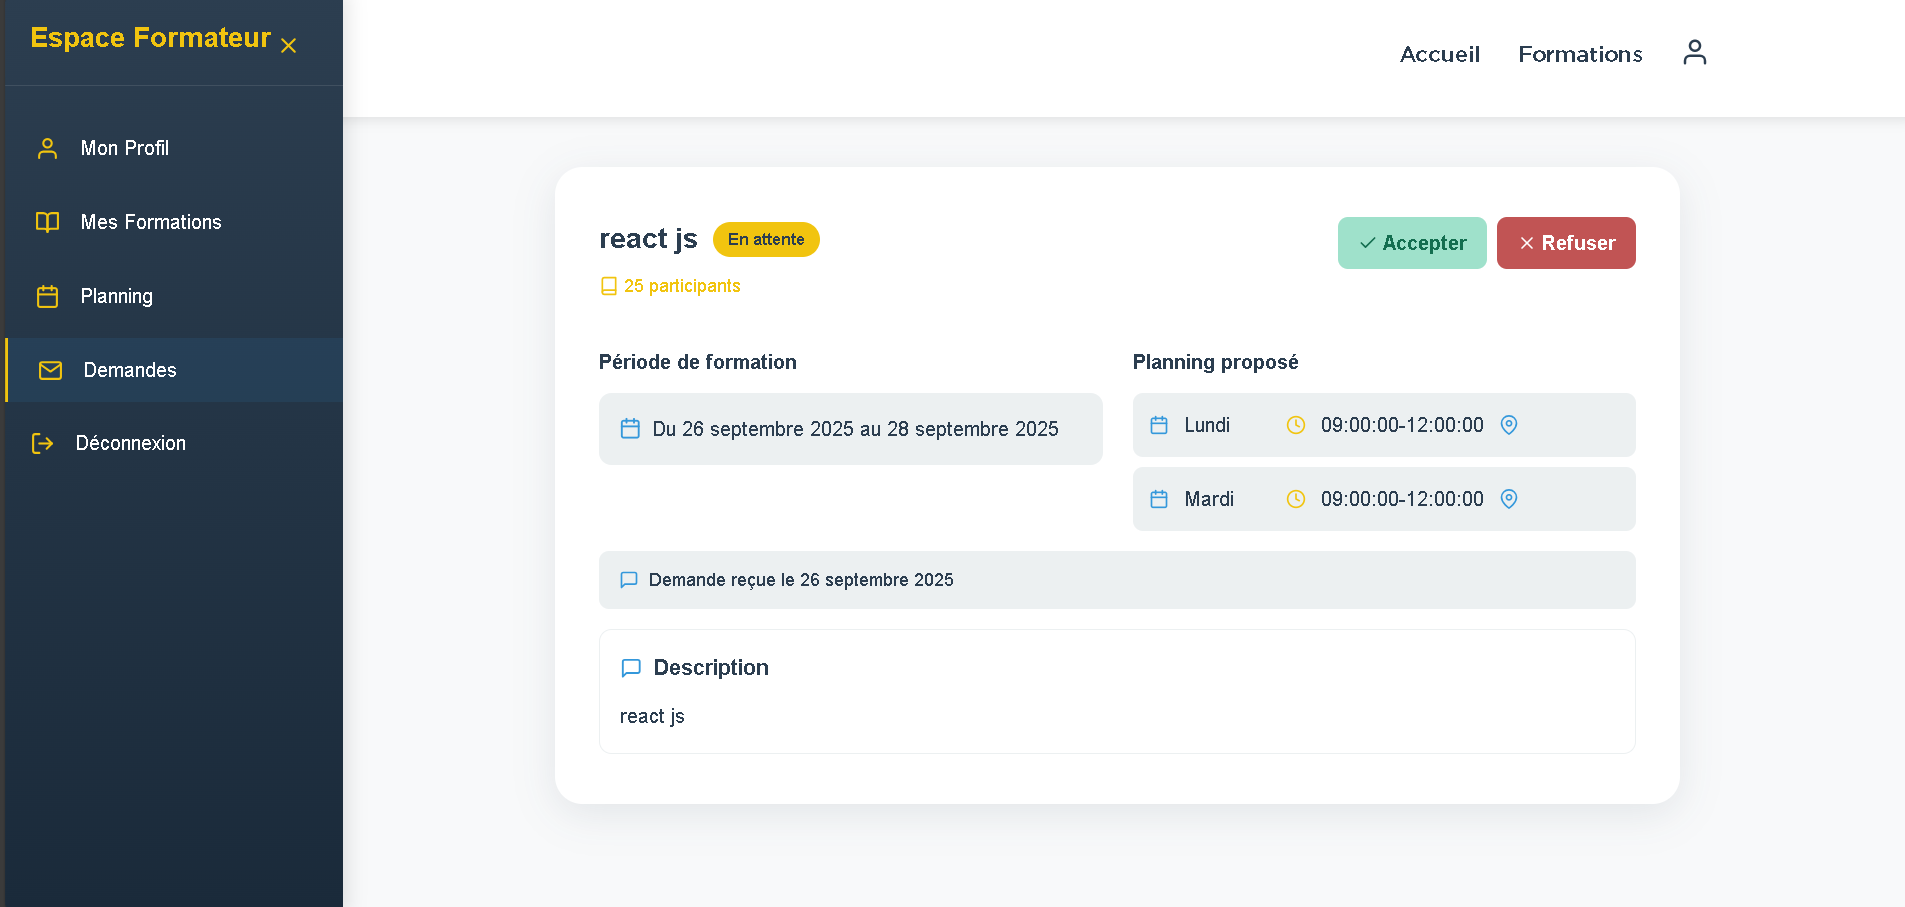 Espace Formateur
Mon Profil
Mes Formations
Planning
Demandes
Déconnexion
Accueil
Formations
react js
En attente
Accepter
Refuser
25 participants
Période de formation
Du 26 septembre 2025 au 28 septembre 2025
Planning proposé
Lundi 09:00:00-12:00:00
Mardi 09:00:00-12:00:00
Demande reçue le 26 septembre 2025
Description
react js